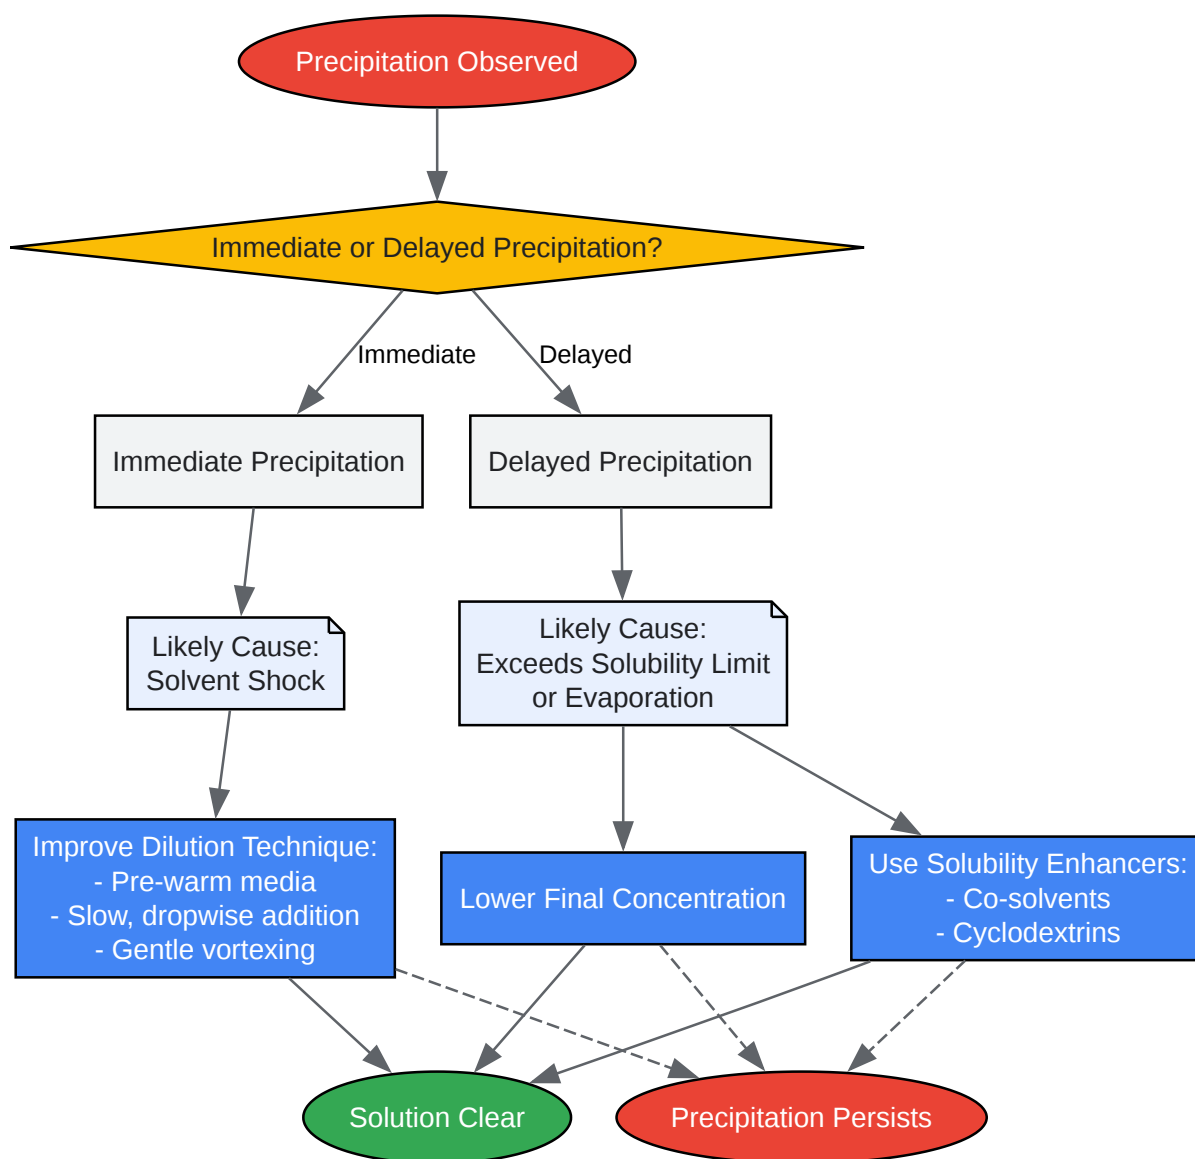 Precipitation Observed
Immediate or Delayed Precipitation?
Immediate
Delayed
Immediate Precipitation
Delayed Precipitation
Likely Cause:
Solvent Shock
Likely Cause:
Exceeds Solubility Limit
or Evaporation
Improve Dilution Technique:
- Pre-warm media
- Slow, dropwise addition
- Gentle vortexing
Lower Final Concentration
Use Solubility Enhancers:
- Co-solvents
- Cyclodextrins
Solution Clear
Precipitation Persists